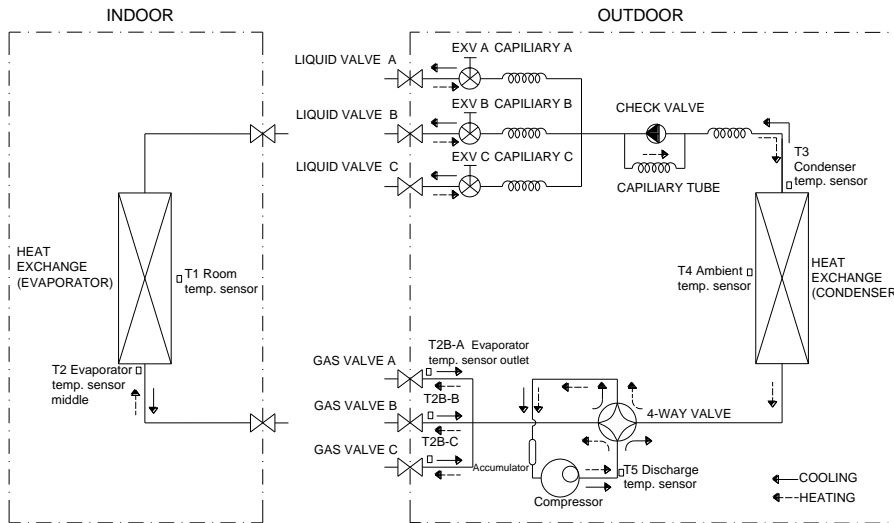 INDOOR
OUTDOOR
LIQUID VALVE A
EXV A CAPILIARY A
LIQUID VALVE B
EXV B CAPILIARY B
LIQUID VALVE C
EXV C CAPILIARY C
CHECK VALVE
CAPILIARY TUBE
T3
Condenser
temp. sensor
HEAT
EXCHANGE
(EVAPORATOR)
T1 Room
temp. sensor
T4 Ambient
temp. sensor
HEAT
EXCHANGE
(CONDENSER
T2 Evaporator
temp. sensor
middle
GAS VALVE A
T2B-A Evaporator
temp. sensor outlet
T2B-B
GAS VALVE B
T2B-C
GAS VALVE C
4-WAY VALVE
Accumulator
Compressor
T5 Discharge
temp. sensor
COOLING
HEATING